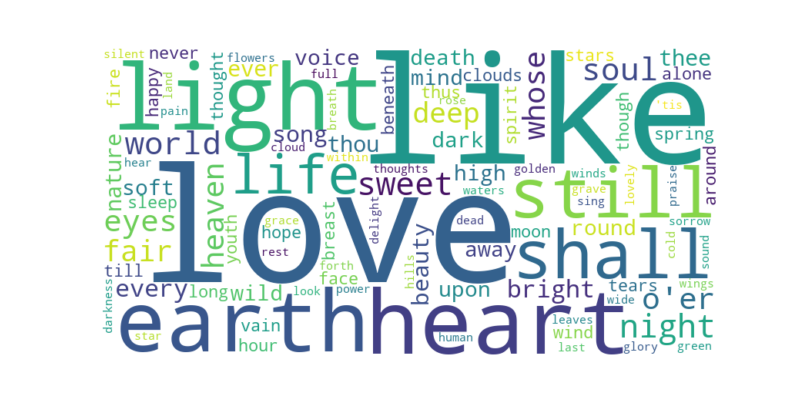 silent
never
flowers
voice
death
stars
thee
fire
happy
land
pain
thought
ever
full
light
like
beneath
mind
clouds
soul
alone
whose
thus
rose
deep
spirit
though
'tis
spring
world
song
cloud
thou
breath
dark
nature
hear
within
thoughts
high
golden
winds
lovely
praise
around
soft
sleep
heaven
life
sweet
still
grave
sing
eyes
youth
grace
hope
rest
breast
love
delight
dead
moon
round
sorrow
cold
sound
waters
fair
till
face
forth
beauty
away
shall
darkness
every
long
wild
look
power
hills
upon
bright
tears
wide
wings
o'er
earth
heart
star
vain
hour
human
wind
leaves
last
night
glory
green